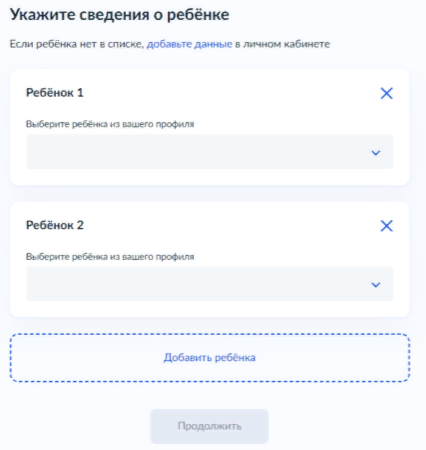 Укажите сведения о ребёнке
Если ребёнка нет в списке, добавьте данные в личном кабинете
Ребёнок 1
Выберите ребёнка из вашего профиля
Ребёнок 2
Выберите ребёнка из вашего профиля
Добавить ребёнка
Продолжить